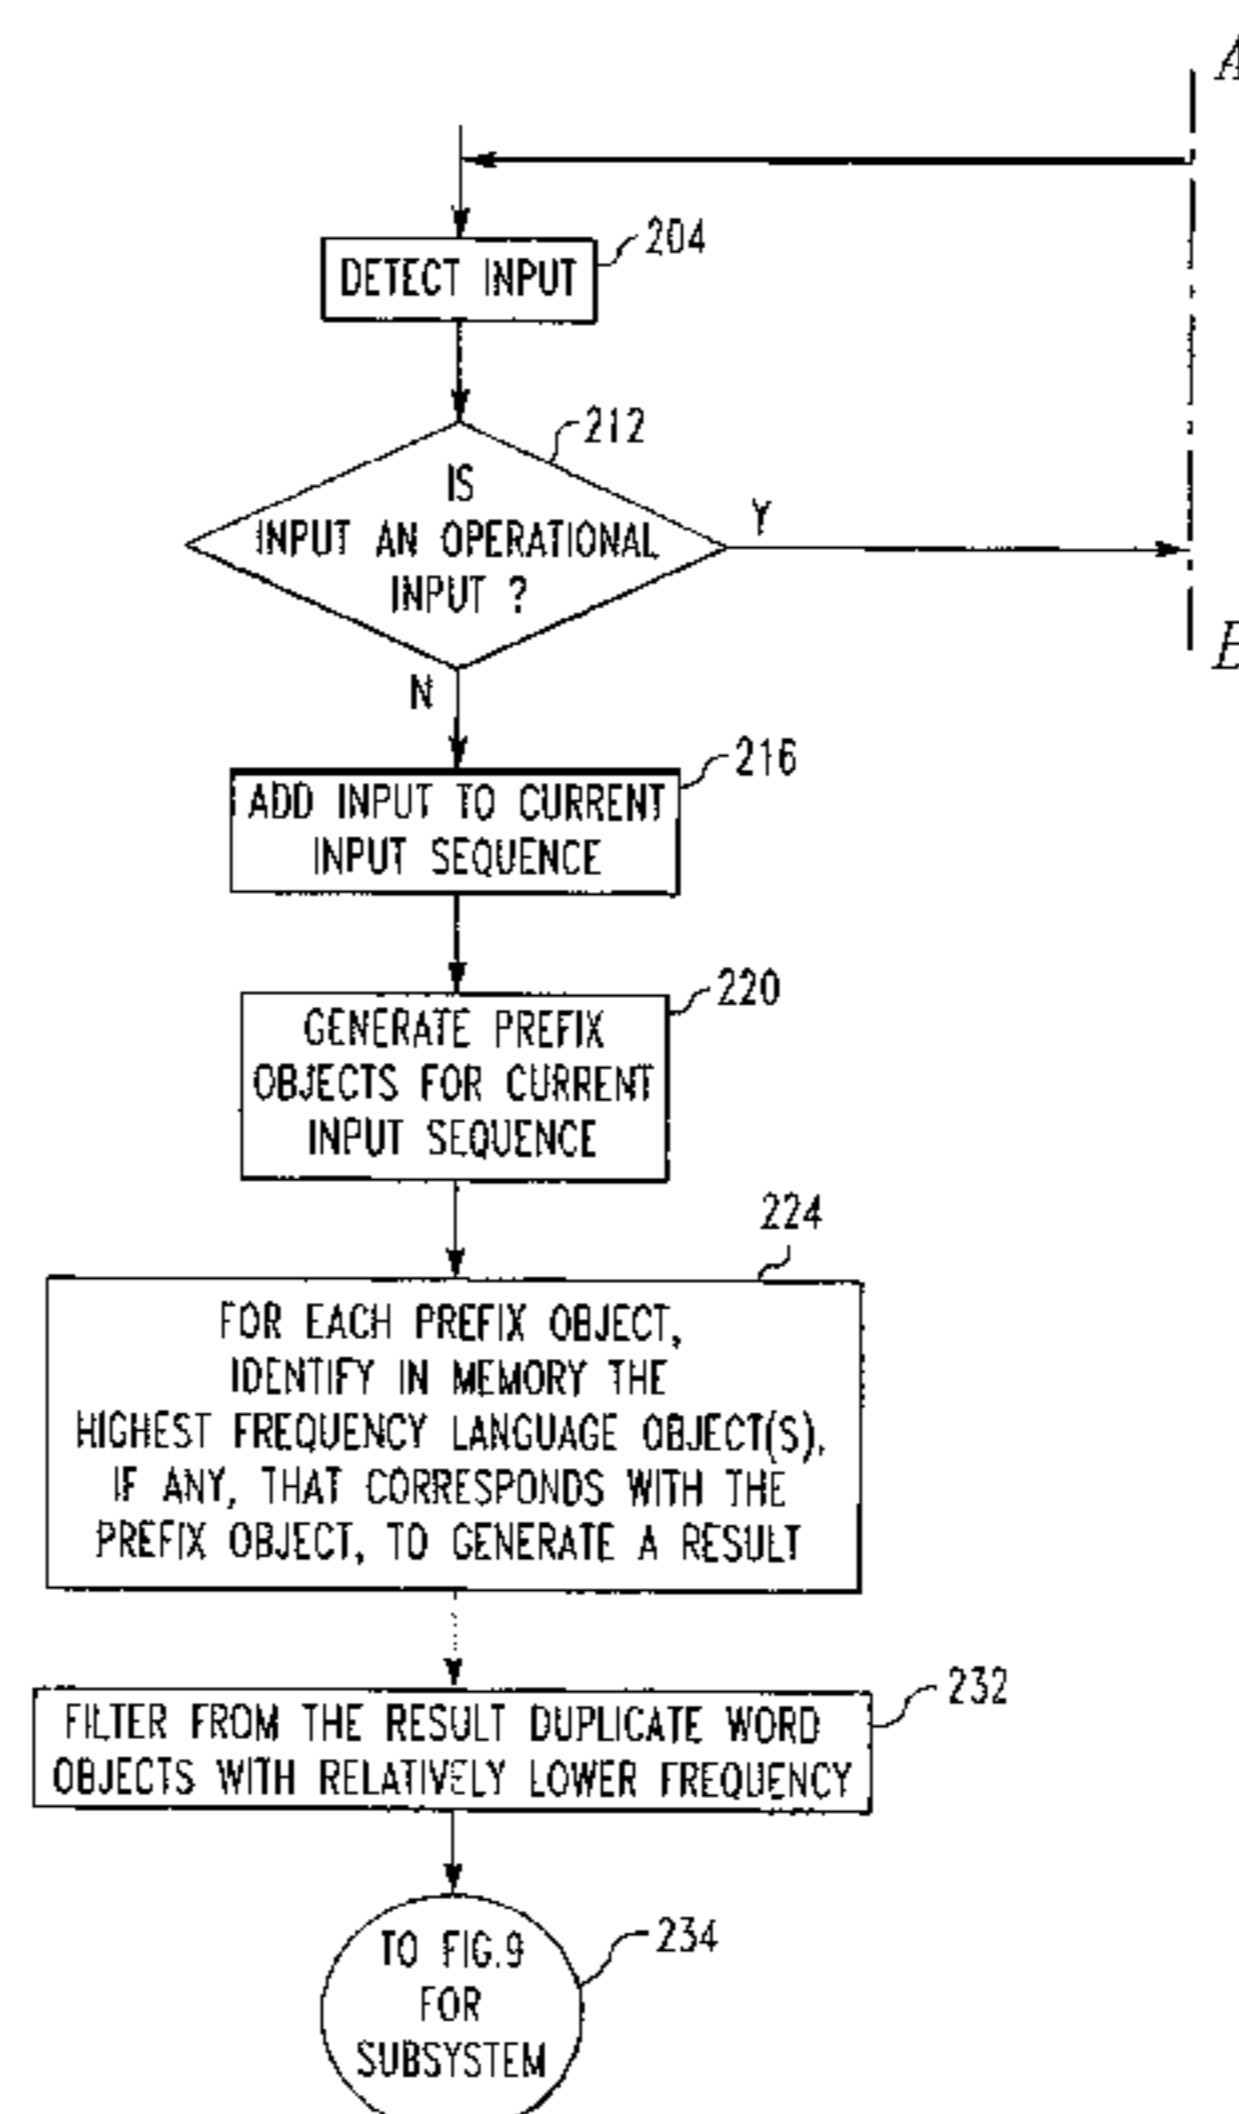 A
204
DETECT INPUT
212
IS
INPUT AN OPERATIONAL
INPUT ?
Y
N
216
ADD INPUT TO CURRENT
INPUT SEQUENCE
220
GENERATE PREFIX
OBJECTS FOR CURRENT
INPUT SEQUENCE
224
FOR EACH PREFIX OBJECT,
IDENTIFY IN MEMORY THE
HIGHEST FREQUENCY LANGUAGE OBJECT(S),
IF ANY, THAT CORRESPONDS WITH THE
PREFIX OBJECT, TO GENERATE A RESULT
232
FILTER FROM THE RESULT DUPLICATE WORD
OBJECTS WITH RELATIVELY LOWER FREQUENCY
234
TO FIG.9
FOR
SUBSYSTEM